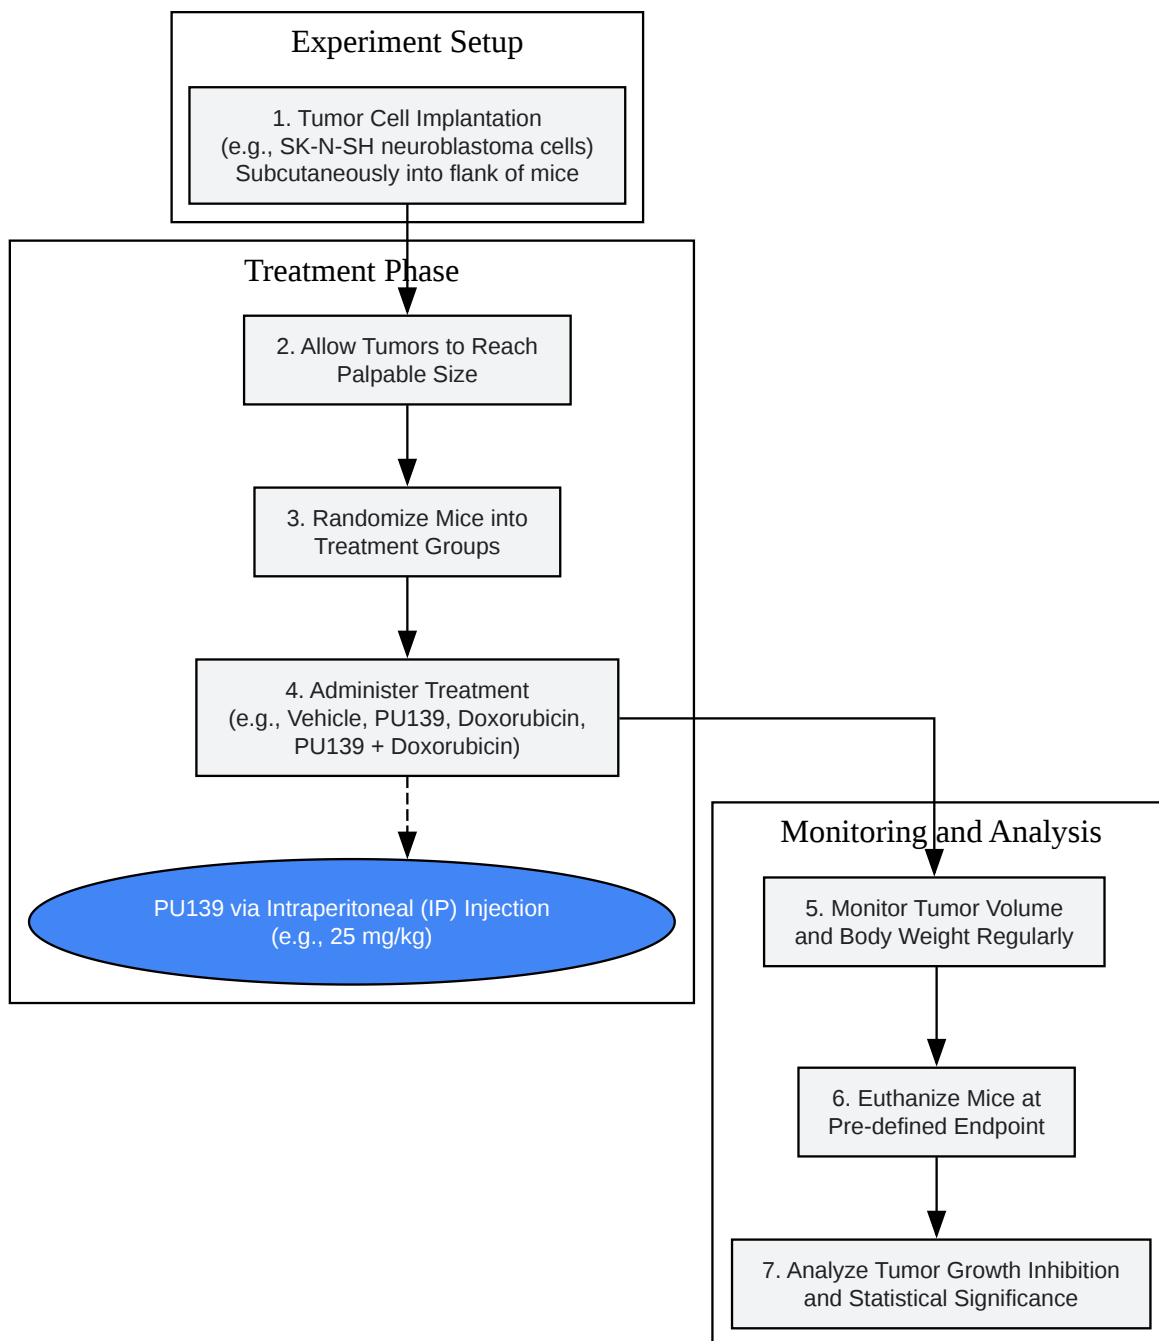 Experiment Setup
1. Tumor Cell Implantation
(e.g., SK-N-SH neuroblastoma cells)
Subcutaneously into flank of mice
Treatment Phase
2. Allow Tumors to Reach
Palpable Size
3. Randomize Mice into
Treatment Groups
4. Administer Treatment
(e.g., Vehicle, PU139, Doxorubicin,
PU139 + Doxorubicin)
PU139 via Intraperitoneal (IP) Injection
(e.g., 25 mg/kg)
Monitoring and Analysis
5. Monitor Tumor Volume
and Body Weight Regularly
6. Euthanize Mice at
Pre-defined Endpoint
7. Analyze Tumor Growth Inhibition
and Statistical Significance